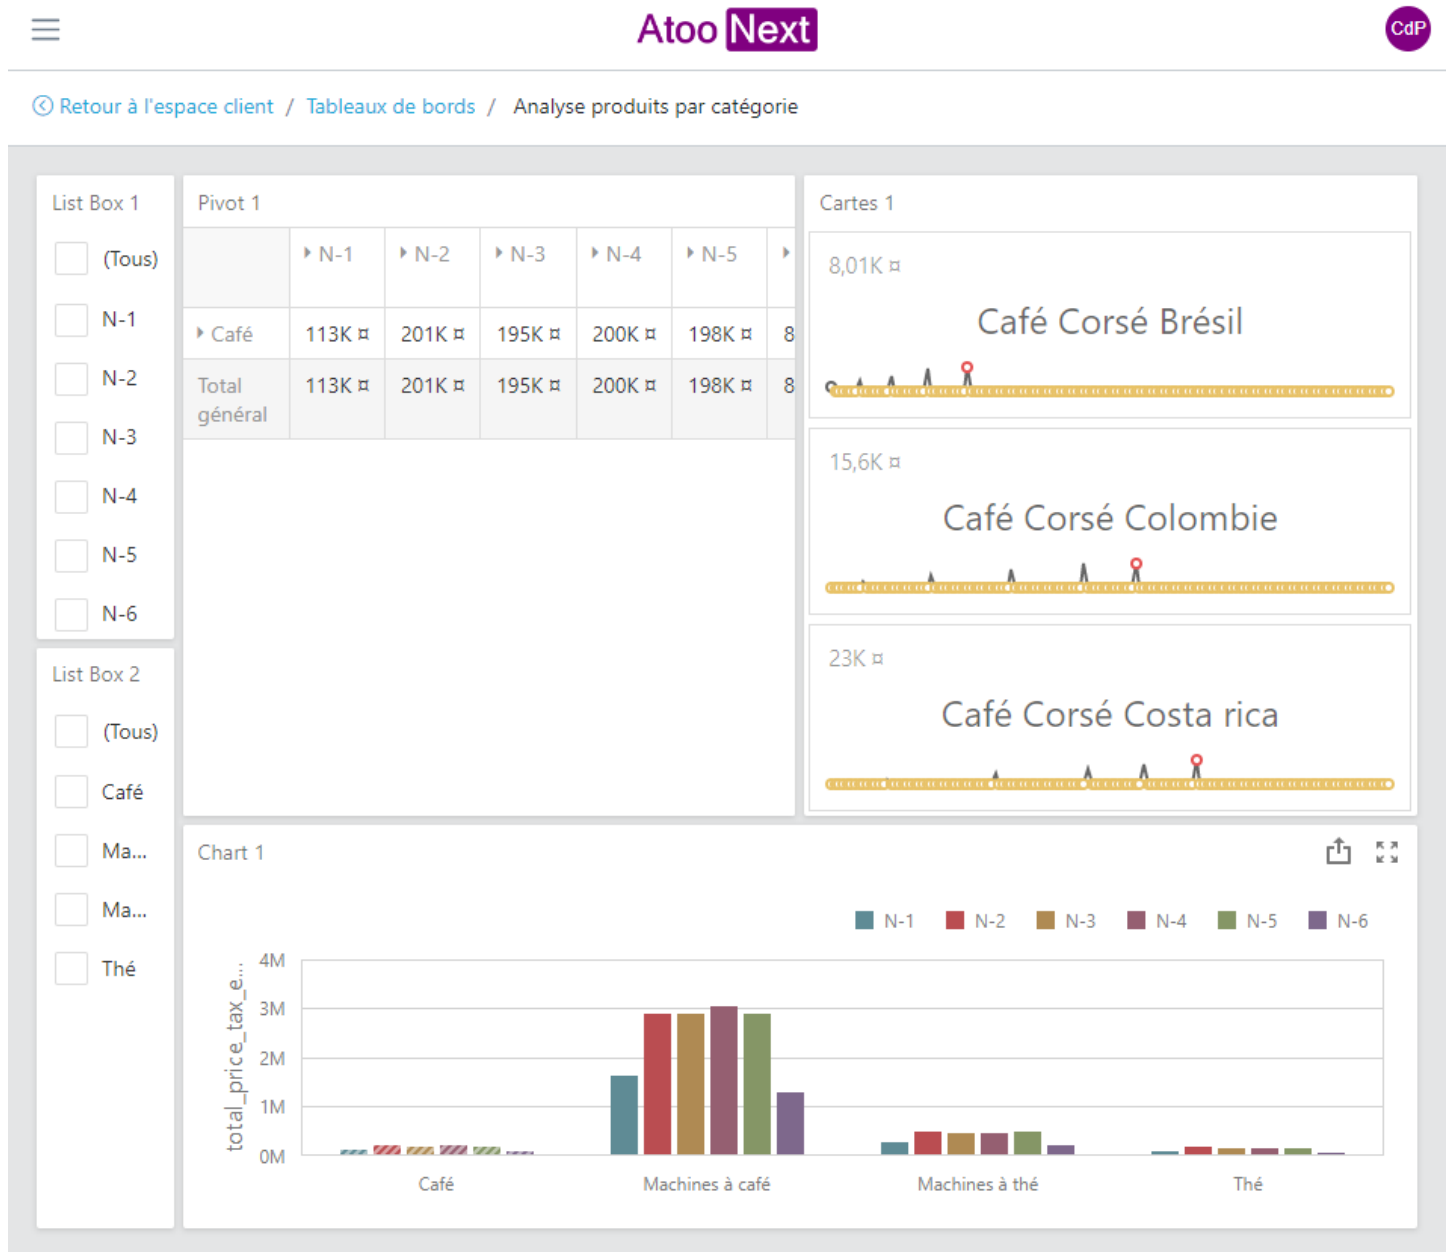 Atoo Next
CdP
Retour à l'espace client / Tableaux de bords / Analyse produits par catégorie
List Box 1
(Tous)
N-1
N-2
N-3
N-4
N-5
N-6
List Box 2
(Tous)
Café
Ma...
Ma...
Thé
Pivot 1
N-1 N-2 N-3 N-4 N-5
Café 113K ¤ 201K ¤ 195K ¤ 200K ¤ 198K ¤ 8
Total général 113K ¤ 201K ¤ 195K ¤ 200K ¤ 198K ¤ 8
Cartes 1
8,01K ¤
Café Corsé Brésil
15,6K ¤
Café Corsé Colombie
23K ¤
Café Corsé Costa rica
Chart 1
N-1 N-2 N-3 N-4 N-5 N-6
total_price_tax_e...
4M
3M
2M
1M
0M
Café Machines à café Machines à thé Thé